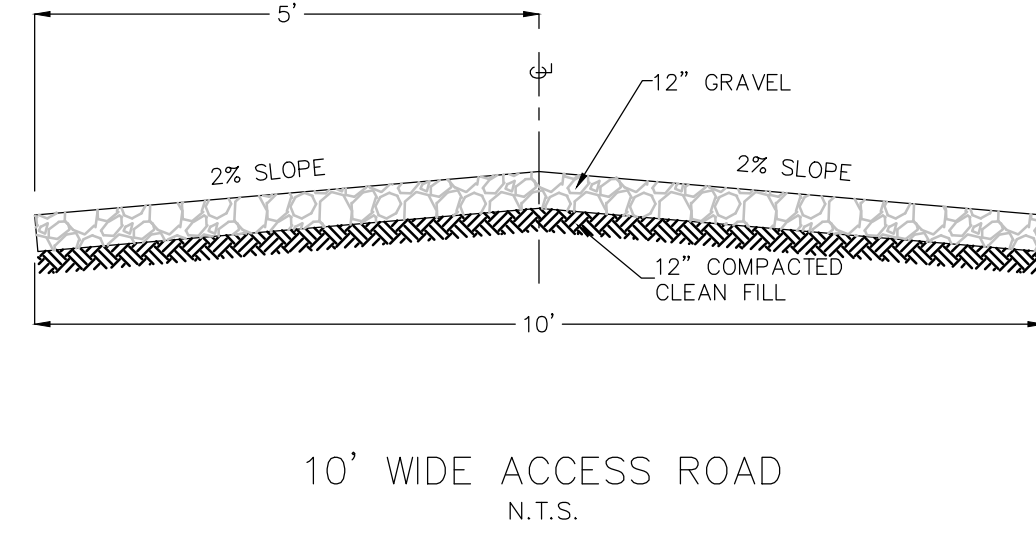 5'
℄
12" GRAVEL
2% SLOPE
2% SLOPE
12" COMPACTED
CLEAN FILL
10'
10' WIDE ACCESS ROAD
N.T.S.